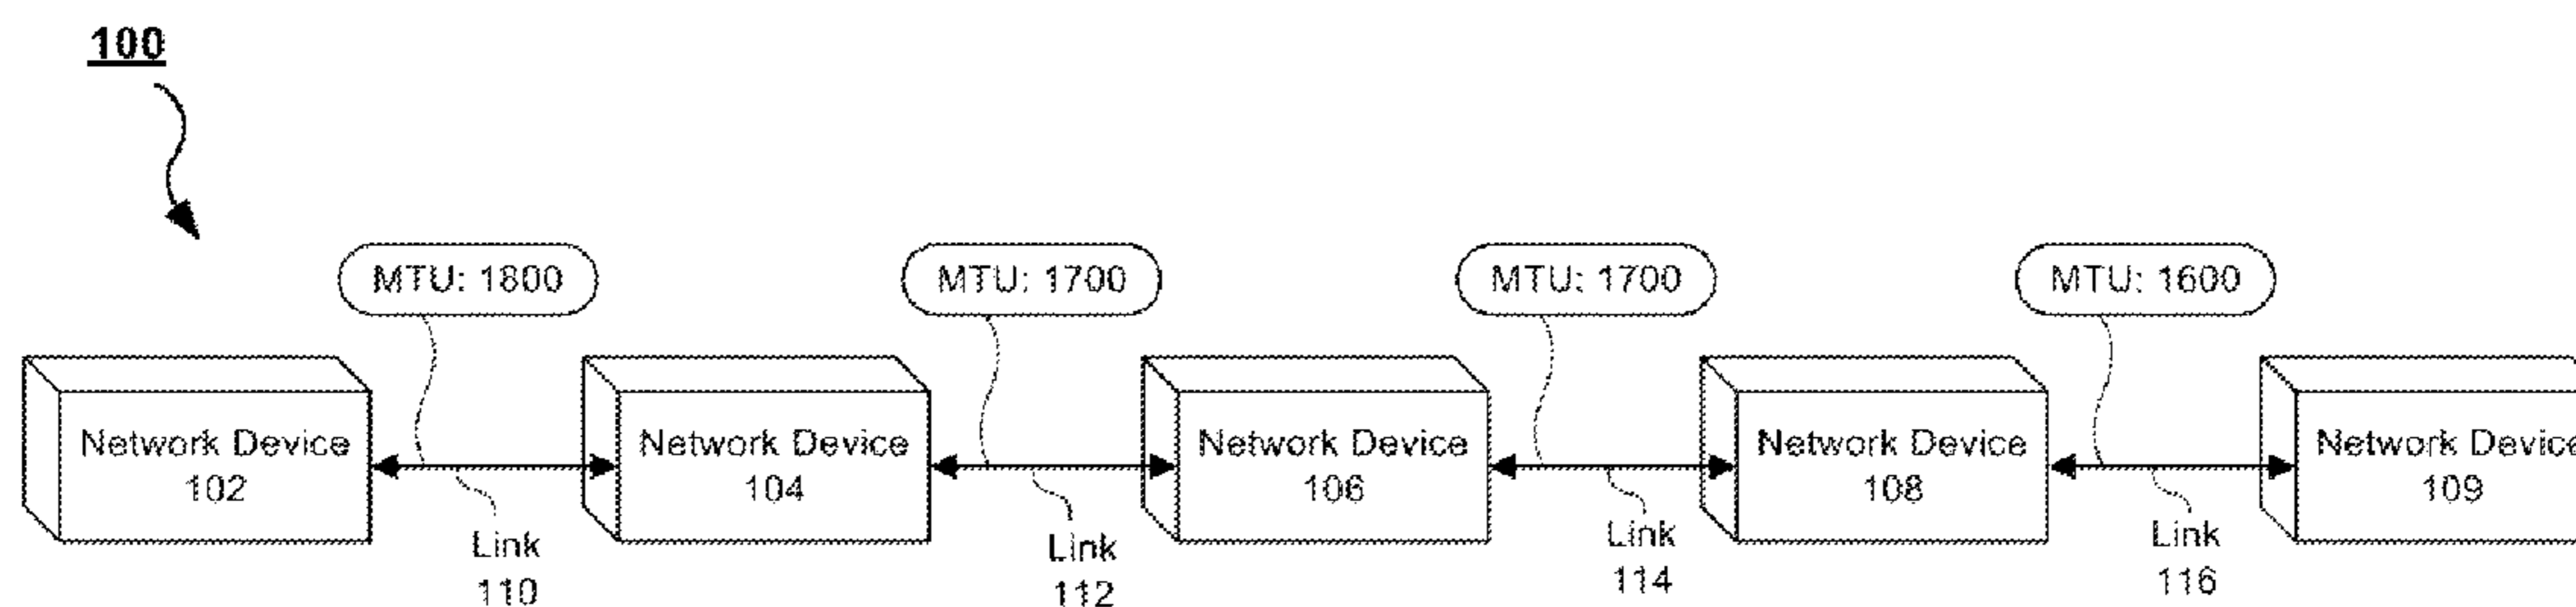 100
MTU: 1800
MTU: 1700
MTU: 1700
MTU: 1600
Network Device
102
Network Device
104
Network Device
106
Network Device
108
Network Device
109
Link
110
Link
112
Link
114
Link
116